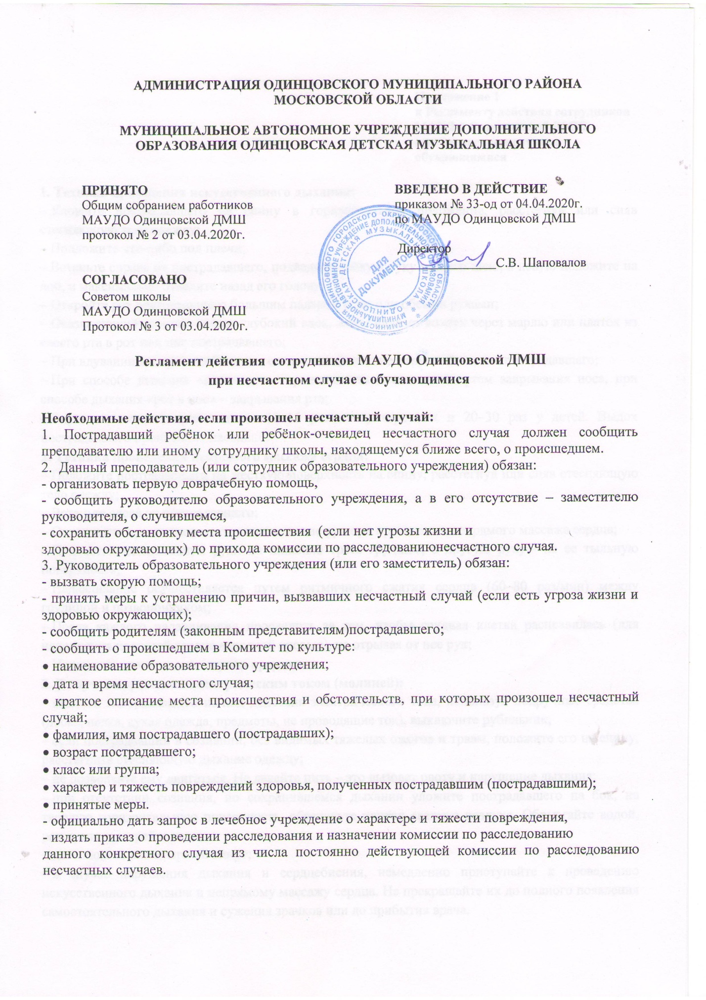 АДМИНИСТРАЦИЯ ОДИНЦОВСКОГО МУНИЦИПАЛЬНОГО РАЙОНА
МОСКОВСКОЙ ОБЛАСТИ
МУНИЦИПАЛЬНОЕ АВТОНОМНОЕ УЧРЕЖДЕНИЕ ДОПОЛНИТЕЛЬНОГО
ОБРАЗОВАНИЯ ОДИНЦОВСКАЯ ДЕТСКАЯ МУЗЫКАЛЬНАЯ ШКОЛА
ПРИНЯТО
Общим собранием работников
МАУДО Одинцовской ДМШ
протокол № 2 от 03.04.2020г.
СОГЛАСОВАНО
Советом школы
МАУДО Одинцовской ДМШ
Протокол № 3 от 03.04.2020г.
ВВЕДЕНО В ДЕЙСТВИЕ
приказом № 33-од от 04.04.2020г.
по МАУДО Одинцовской ДМШ
Директор
С.В. Шаповалов
ДЛЯ
ДОКУМЕНТОВ
Регламент действия  сотрудников МАУДО Одинцовской ДМШ
при несчастном случае с обучающимися
Необходимые действия, если произошел несчастный случай:
1. Пострадавший ребёнок или ребёнок-очевидец несчастного случая должен сообщить
преподавателю или иному  сотруднику школы, находящемуся ближе всего, о происшедшем.
2.  Данный преподаватель (или сотрудник образовательного учреждения) обязан:
- организовать первую доврачебную помощь,
- сообщить руководителю образовательного учреждения, а в его отсутствие – заместителю
руководителя, о случившемся,
- сохранить обстановку места происшествия  (если нет угрозы жизни и
здоровью окружающих) до прихода комиссии по расследованиюнесчастного случая.
3. Руководитель образовательного учреждения (или его заместитель) обязан:
- вызвать скорую помощь;
- принять меры к устранению причин, вызвавших несчастный случай (если есть угроза жизни и
здоровью окружающих);
- сообщить родителям (законным представителям)пострадавшего;
- сообщить о происшедшем в Комитет по культуре:
● наименование образовательного учреждения;
● дата и время несчастного случая;
● краткое описание места происшествия и обстоятельств, при которых произошел несчастный
случай;
● фамилия, имя пострадавшего (пострадавших);
● возраст пострадавшего;
● класс или группа;
● характер и тяжесть повреждений здоровья, полученных пострадавшим (пострадавшими);
● принятые меры.
- официально дать запрос в лечебное учреждение о характере и тяжести повреждения,
- издать приказ о проведении расследования и назначении комиссии по расследованию
данного конкретного случая из числа постоянно действующей комиссии по расследованию
несчастных случаев.